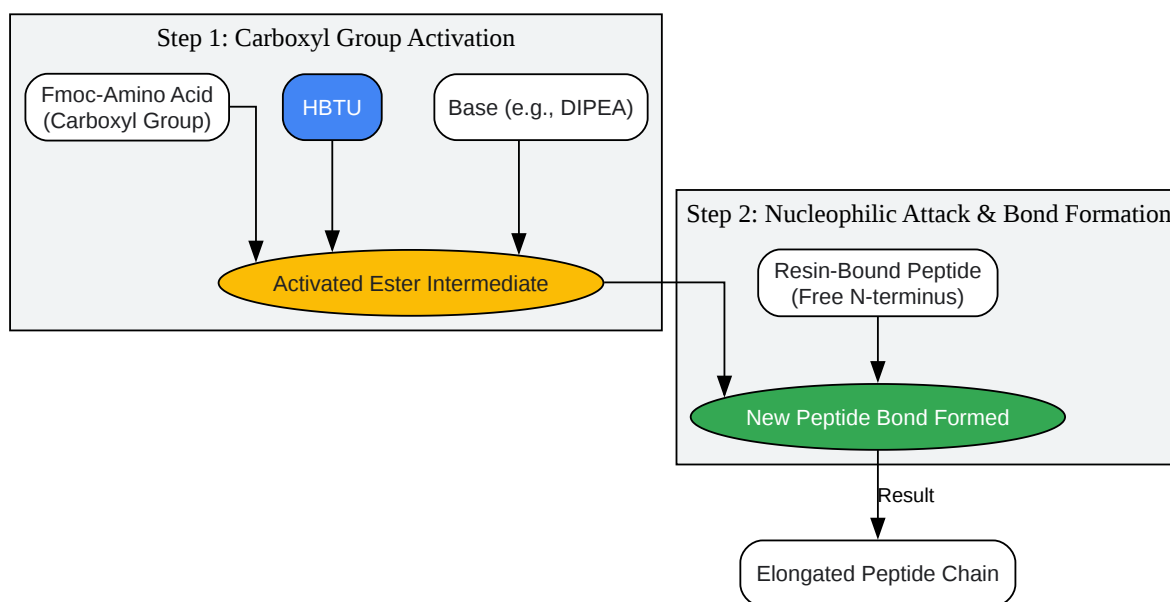 Step 1: Carboxyl Group Activation
Fmoc-Amino Acid
(Carboxyl Group)
HBTU
Base (e.g., DIPEA)
Activated Ester Intermediate
Step 2: Nucleophilic Attack & Bond Formation
Resin-Bound Peptide
(Free N-terminus)
New Peptide Bond Formed
Result
Elongated Peptide Chain